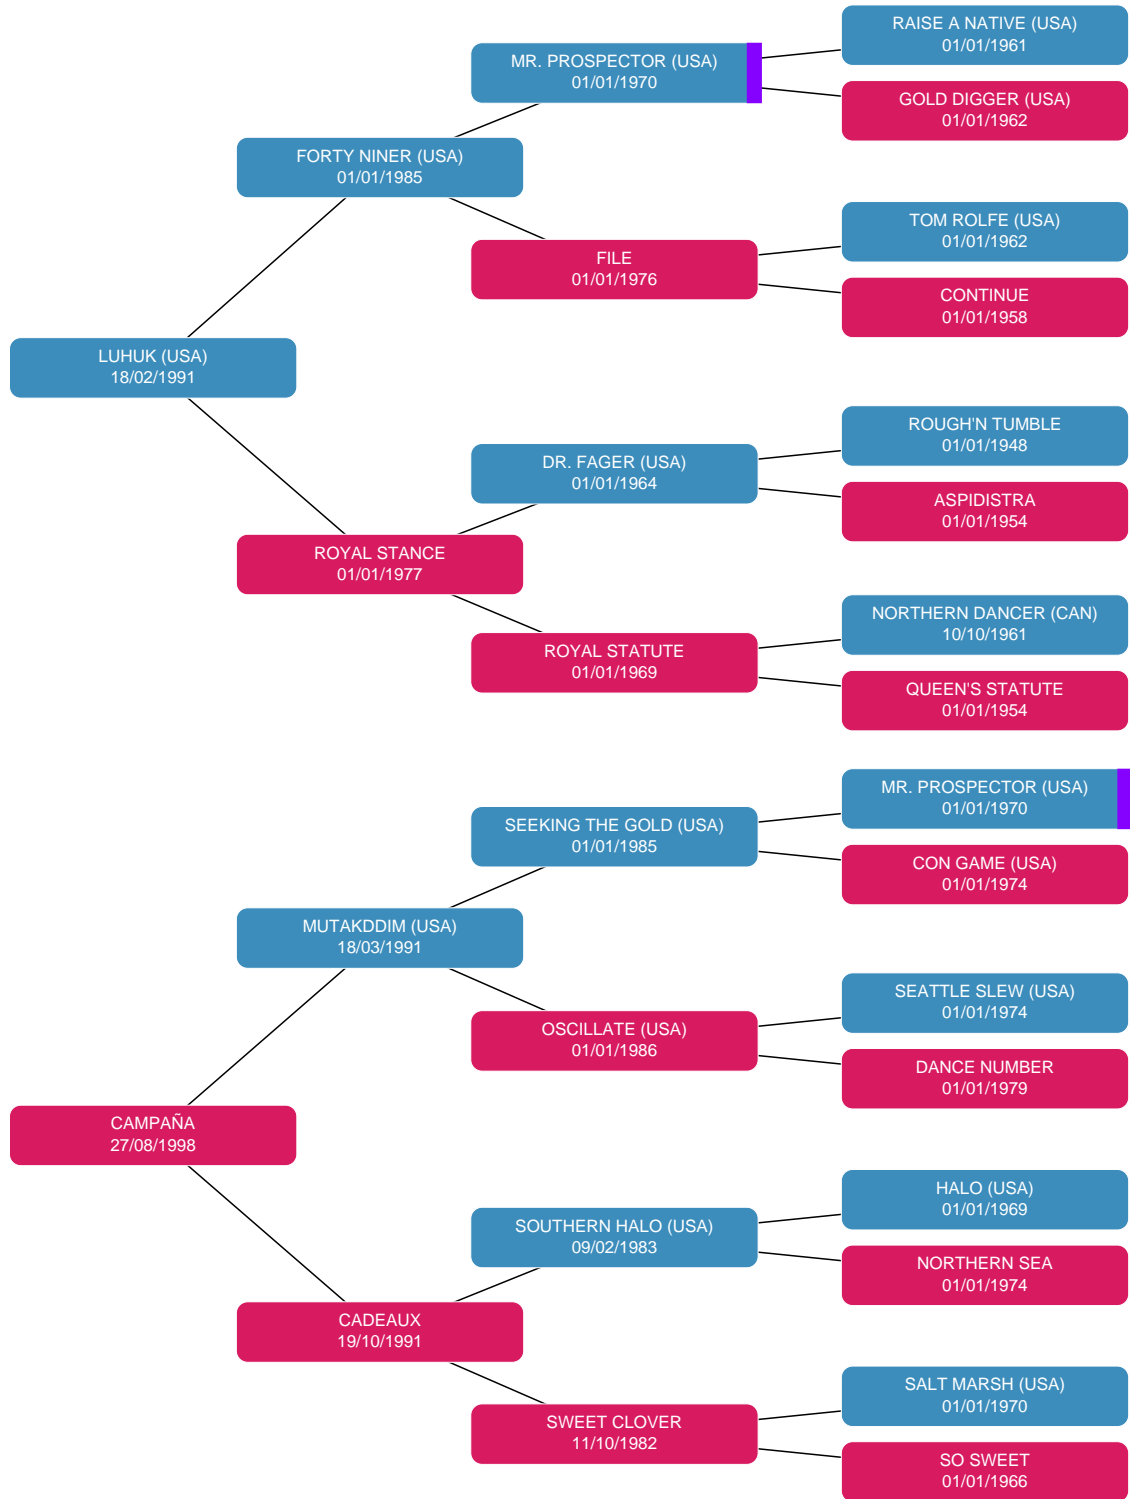 RAISE A NATIVE (USA)
01/01/1961
MR. PROSPECTOR (USA)
01/01/1970
GOLD DIGGER (USA)
01/01/1962
FORTY NINER (USA)
01/01/1985
TOM ROLFE (USA)
01/01/1962
FILE
01/01/1976
CONTINUE
01/01/1958
LUHUK (USA)
18/02/1991
ROUGH'N TUMBLE
01/01/1948
DR. FAGER (USA)
01/01/1964
ASPIDISTRA
01/01/1954
ROYAL STANCE
01/01/1977
NORTHERN DANCER (CAN)
10/10/1961
ROYAL STATUTE
01/01/1969
QUEEN'S STATUTE
01/01/1954
MR. PROSPECTOR (USA)
01/01/1970
SEEKING THE GOLD (USA)
01/01/1985
CON GAME (USA)
01/01/1974
MUTAKDDIM (USA)
18/03/1991
SEATTLE SLEW (USA)
01/01/1974
OSCILLATE (USA)
01/01/1986
DANCE NUMBER
01/01/1979
CAMPAÑA
27/08/1998
HALO (USA)
01/01/1969
SOUTHERN HALO (USA)
09/02/1983
NORTHERN SEA
01/01/1974
CADEAUX
19/10/1991
SALT MARSH (USA)
01/01/1970
SWEET CLOVER
11/10/1982
SO SWEET
01/01/1966